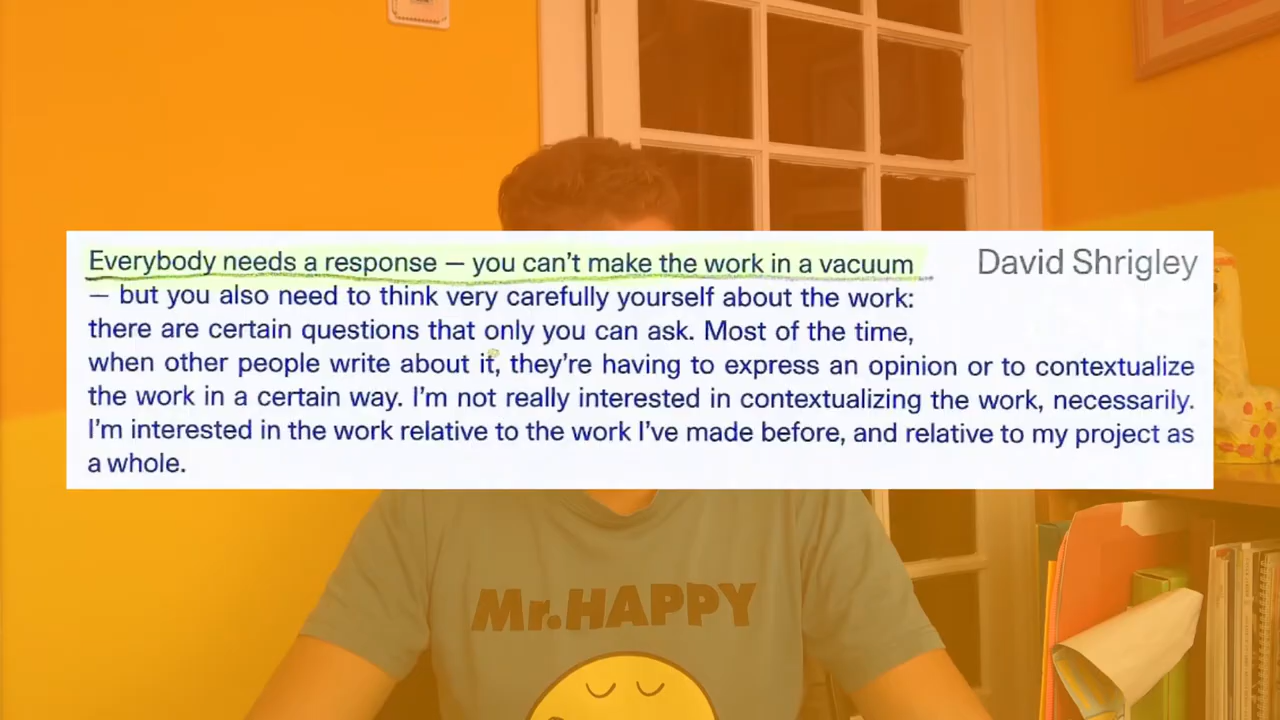 Everybody needs a response — you can't make the work in a vacuum
David Shrigley
— but you also need to think very carefully yourself about the work:
there are certain questions that only you can ask. Most of the time,
when other people write about it, they're having to express an opinion or to contextualize
the work in a certain way. I'm not really interested in contextualizing the work, necessarily.
I'm interested in the work relative to the work I've made before, and relative to my project as
a whole.
Mr.HAPPY